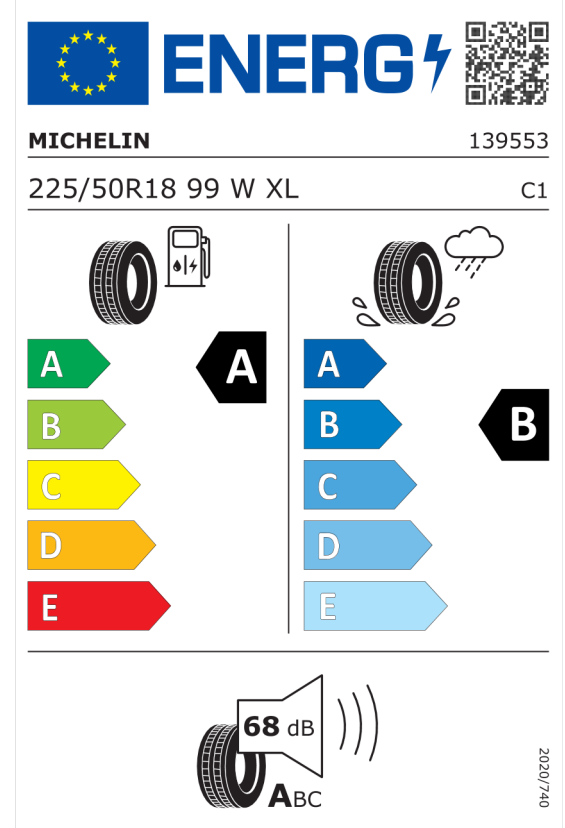 ENERG
MICHELIN 139553
225/50R18 99 W XL C1
A A A
B B B
C C
D D
E E
68 dB
ABC
2020/740